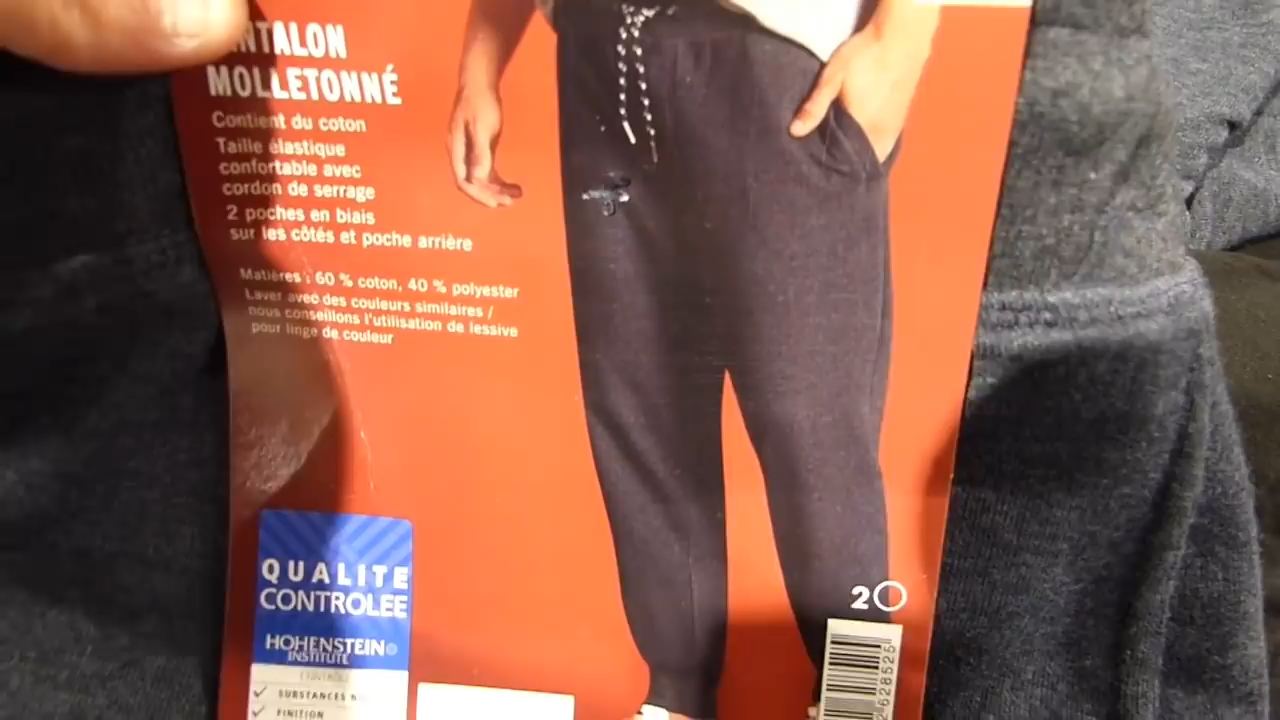 MOLLETONNÉ
Contient du coton
Taille élastique
confortable avec
cordon de serrage
2 poches en biais
sur les côtés et poche arrière
Matières : 60 % coton, 40 % polyester
Laver avec des couleurs similaires /
nous conseillons l'utilisation de lessive
pour linge de couleur
QUALITE
CONTROLEE
HOHENSTEIN
INSTITUTE
SUBSTANCES
FINITION
20
2628525